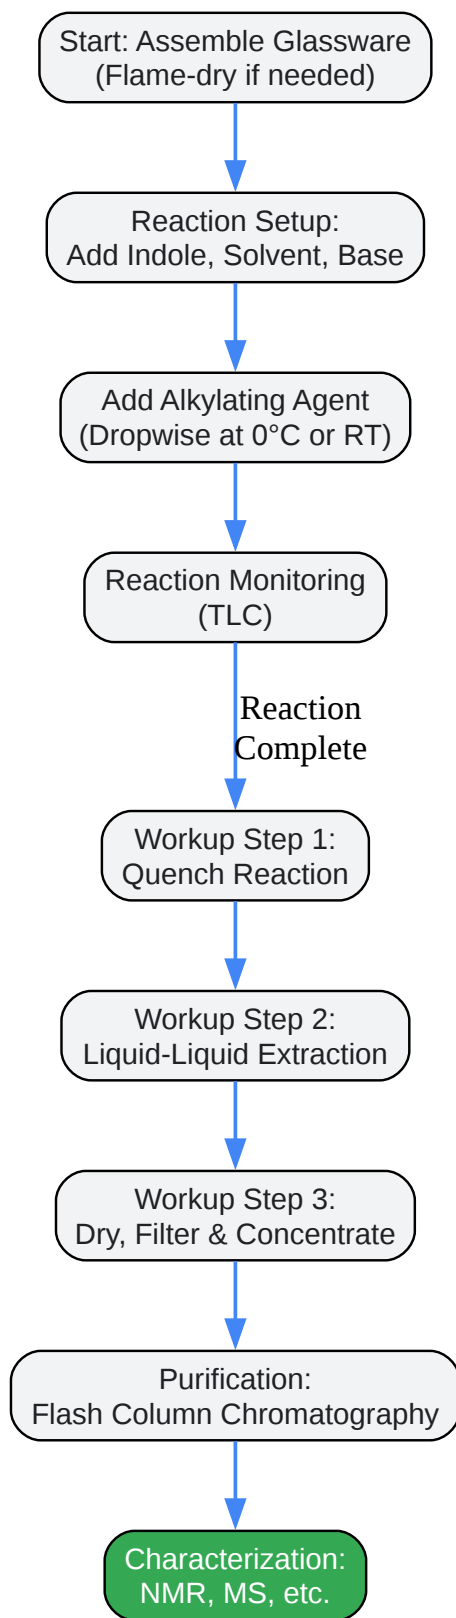 Start: Assemble Glassware
(Flame-dry if needed)
Reaction Setup:
Add Indole, Solvent, Base
Add Alkylating Agent
(Dropwise at 0°C or RT)
Reaction Monitoring
(TLC)
Reaction
Complete
Workup Step 1:
Quench Reaction
Workup Step 2:
Liquid-Liquid Extraction
Workup Step 3:
Dry, Filter & Concentrate
Purification:
Flash Column Chromatography
Characterization:
NMR, MS, etc.